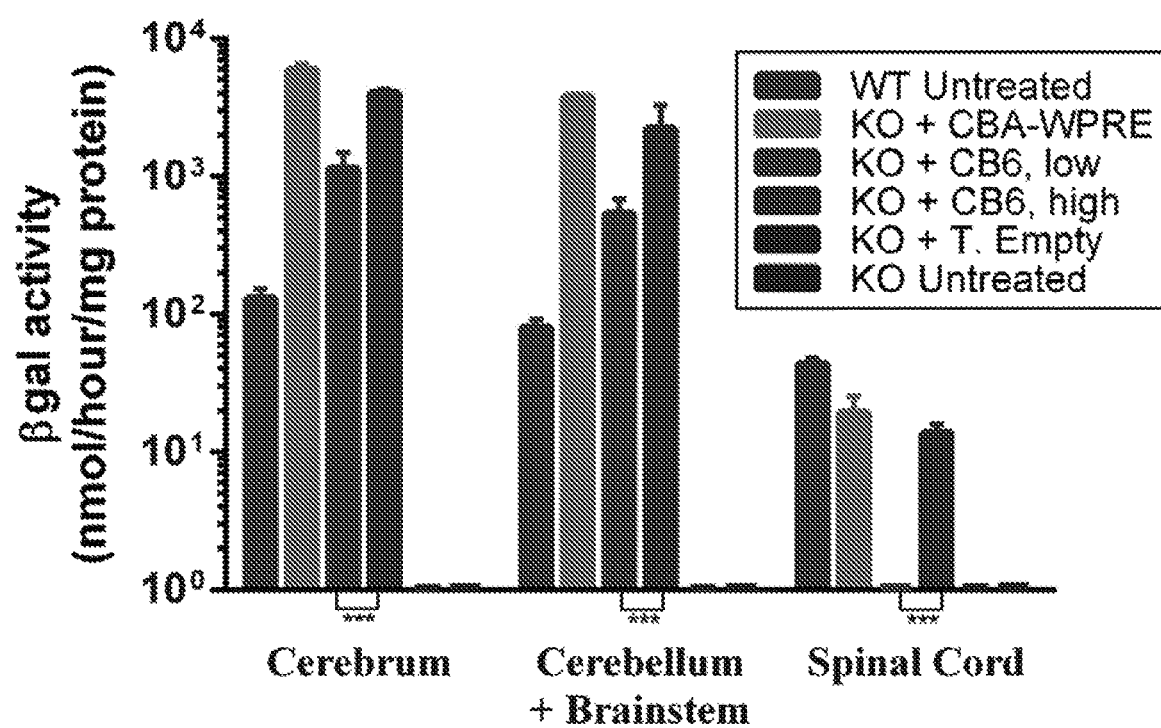 10⁴
10³
10²
10¹
10⁰
β gal activity
(nmol/hour/mg protein)
WT Untreated
KO + CBA-WPRE
KO + CB6, low
KO + CB6, high
KO + T. Empty
KO Untreated
***
***
***
Cerebrum
Cerebellum
+ Brainstem
Spinal Cord